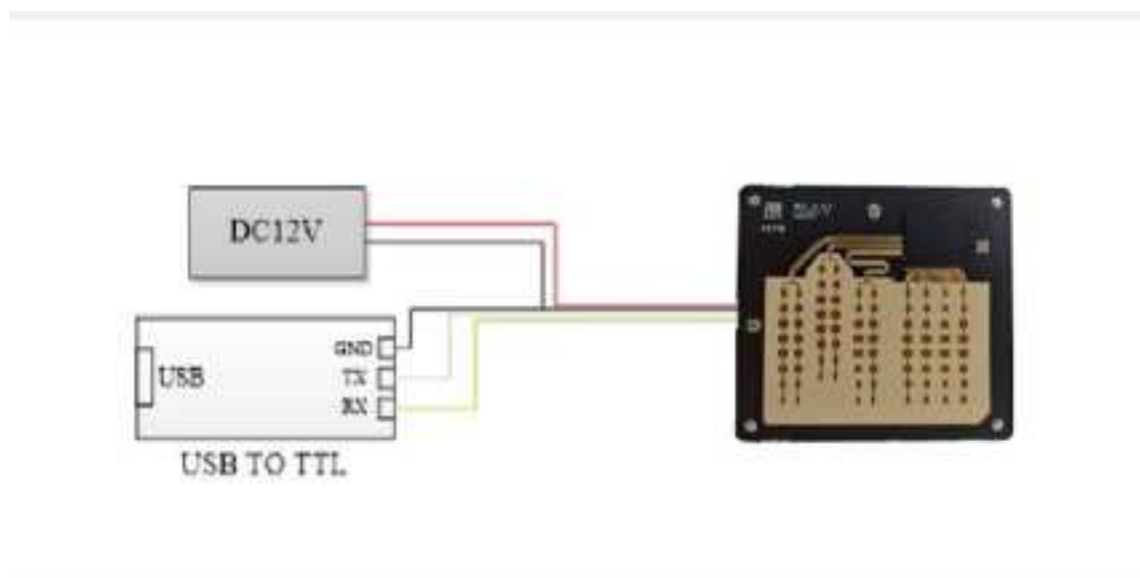 DC12V
GND
USB
TX
RX
USB TO TTL